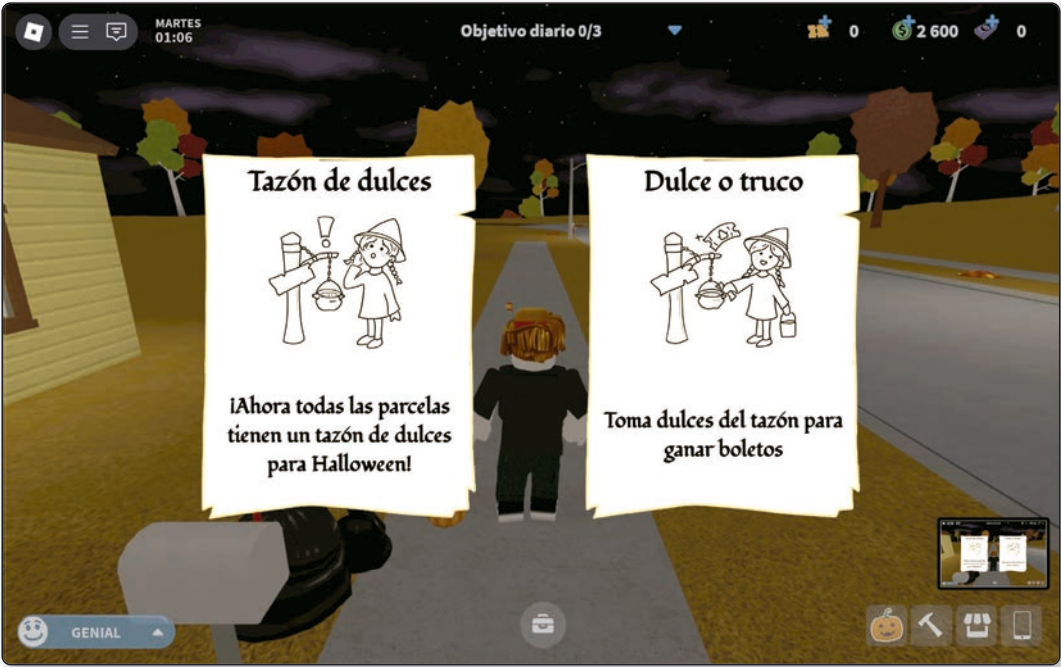 MARTES
01:06
Objetivo diario 0/3
0
2 600
0
Tazón de dulces
¡Ahora todas las parcelas
tienen un tazón de dulces
para Halloween!
Dulce o truco
Toma dulces del tazón para
ganar boletos
GENIAL